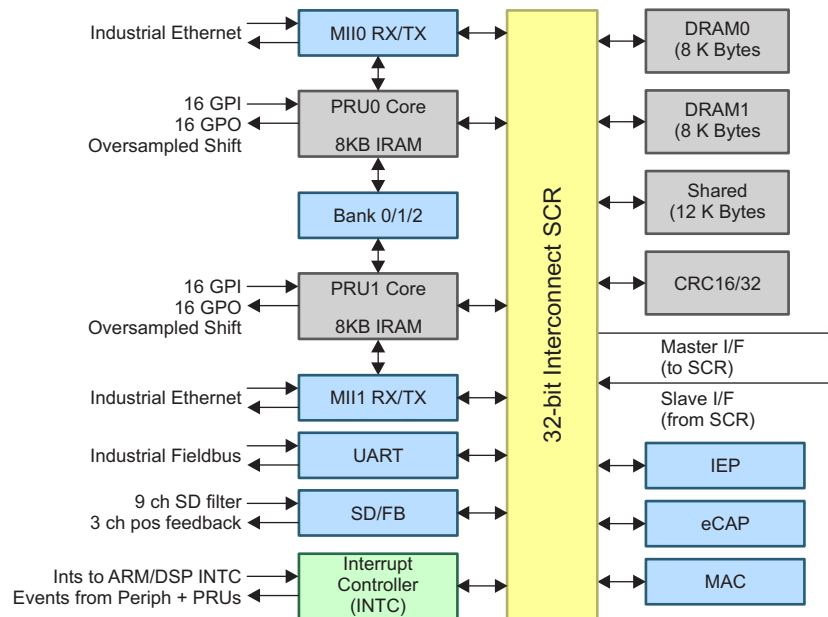 Industrial Ethernet
MII0 RX/TX
16 GPI
16 GPO
Oversampled Shift
PRU0 Core
8KB IRAM
Bank 0/1/2
16 GPI
16 GPO
Oversampled Shift
PRU1 Core
8KB IRAM
Industrial Ethernet
MII1 RX/TX
Industrial Fieldbus
UART
9 ch SD filter
3 ch pos feedback
SD/FB
Ints to ARM/DSP INTC
Events from Periph + PRUs
Interrupt
Controller
(INTC)
32-bit Interconnect SCR
DRAM0
(8 K Bytes
DRAM1
(8 K Bytes
Shared
(12 K Bytes
CRC16/32
Master I/F
(to SCR)
Slave I/F
(from SCR)
IEP
eCAP
MAC